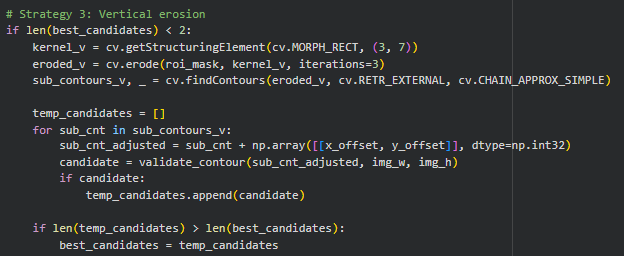 # Strategy 3: Vertical erosion
if len(best_candidates) < 2:
    kernel_v = cv.getStructuringElement(cv.MORPH_RECT, (3, 7))
    eroded_v = cv.erode(roi_mask, kernel_v, iterations=3)
    sub_contours_v, _ = cv.findContours(eroded_v, cv.RETR_EXTERNAL, cv.CHAIN_APPROX_SIMPLE)

    temp_candidates = []
    for sub_cnt in sub_contours_v:
        sub_cnt_adjusted = sub_cnt + np.array([[x_offset, y_offset]], dtype=np.int32)
        candidate = validate_contour(sub_cnt_adjusted, img_w, img_h)
        if candidate:
            temp_candidates.append(candidate)

    if len(temp_candidates) > len(best_candidates):
        best_candidates = temp_candidates